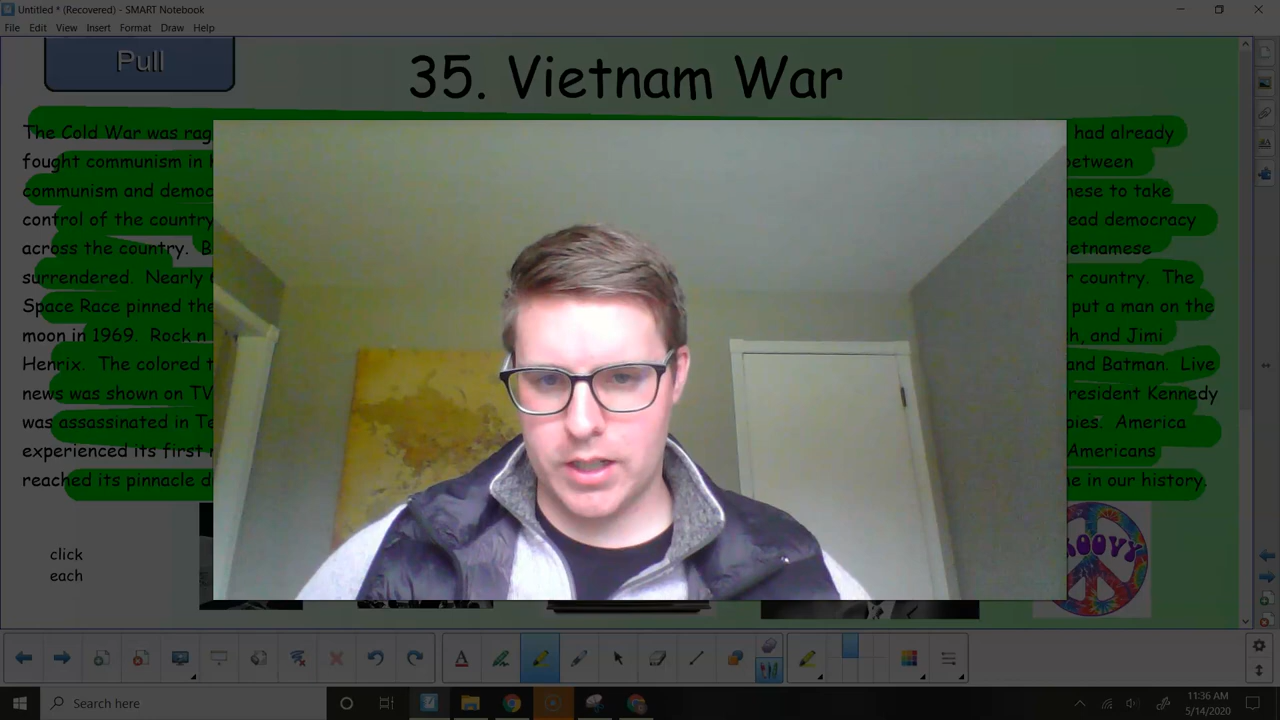 Untitled * (Recovered) - SMART Notebook
File Edit View Insert Format Draw Help
Pull
35. Vietnam War
The Cold War was rag had already
fought communism in between
communism and democ nese to take
control of the country ead democracy
across the country. B ietnamese
surrendered. Nearly r country. The
Space Race pinned the put a man on the
moon in 1969. Rock n h, and Jimi
Henrix. The colored t and Batman. Live
news was shown on TV resident Kennedy
was assassinated in Te pies. America
experienced its first Americans
reached its pinnacle d e in our history.
click
each
GROOVY
Search here
11:36 AM
5/14/2020